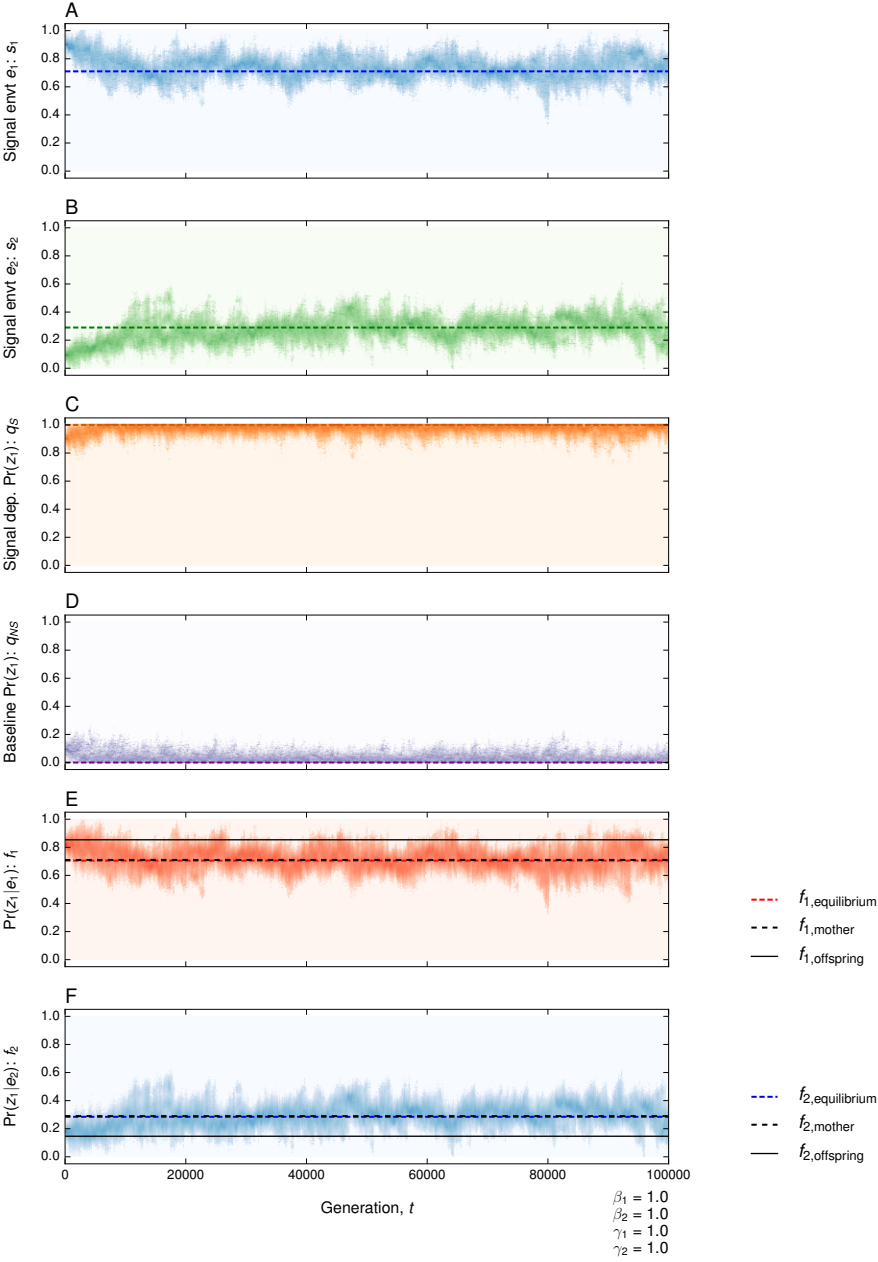 A
Signal envt e₁: s₁
1.0
0.8
0.6
0.4
0.2
0.0
B
Signal envt e₂: s₂
1.0
0.8
0.6
0.4
0.2
0.0
C
Signal dep. Pr(z₁): q_S
1.0
0.8
0.6
0.4
0.2
0.0
D
Baseline Pr(z₁): q_NS
1.0
0.8
0.6
0.4
0.2
0.0
E
Pr(z₁|e₁): f₁
1.0
0.8
0.6
0.4
0.2
0.0
f₁,equilibrium
f₁,mother
f₁,offspring
F
Pr(z₁|e₂): f₂
1.0
0.8
0.6
0.4
0.2
0.0
f₂,equilibrium
f₂,mother
f₂,offspring
0 20000 40000 60000 80000 100000
Generation, t
β₁ = 1.0
β₂ = 1.0
γ₁ = 1.0
γ₂ = 1.0